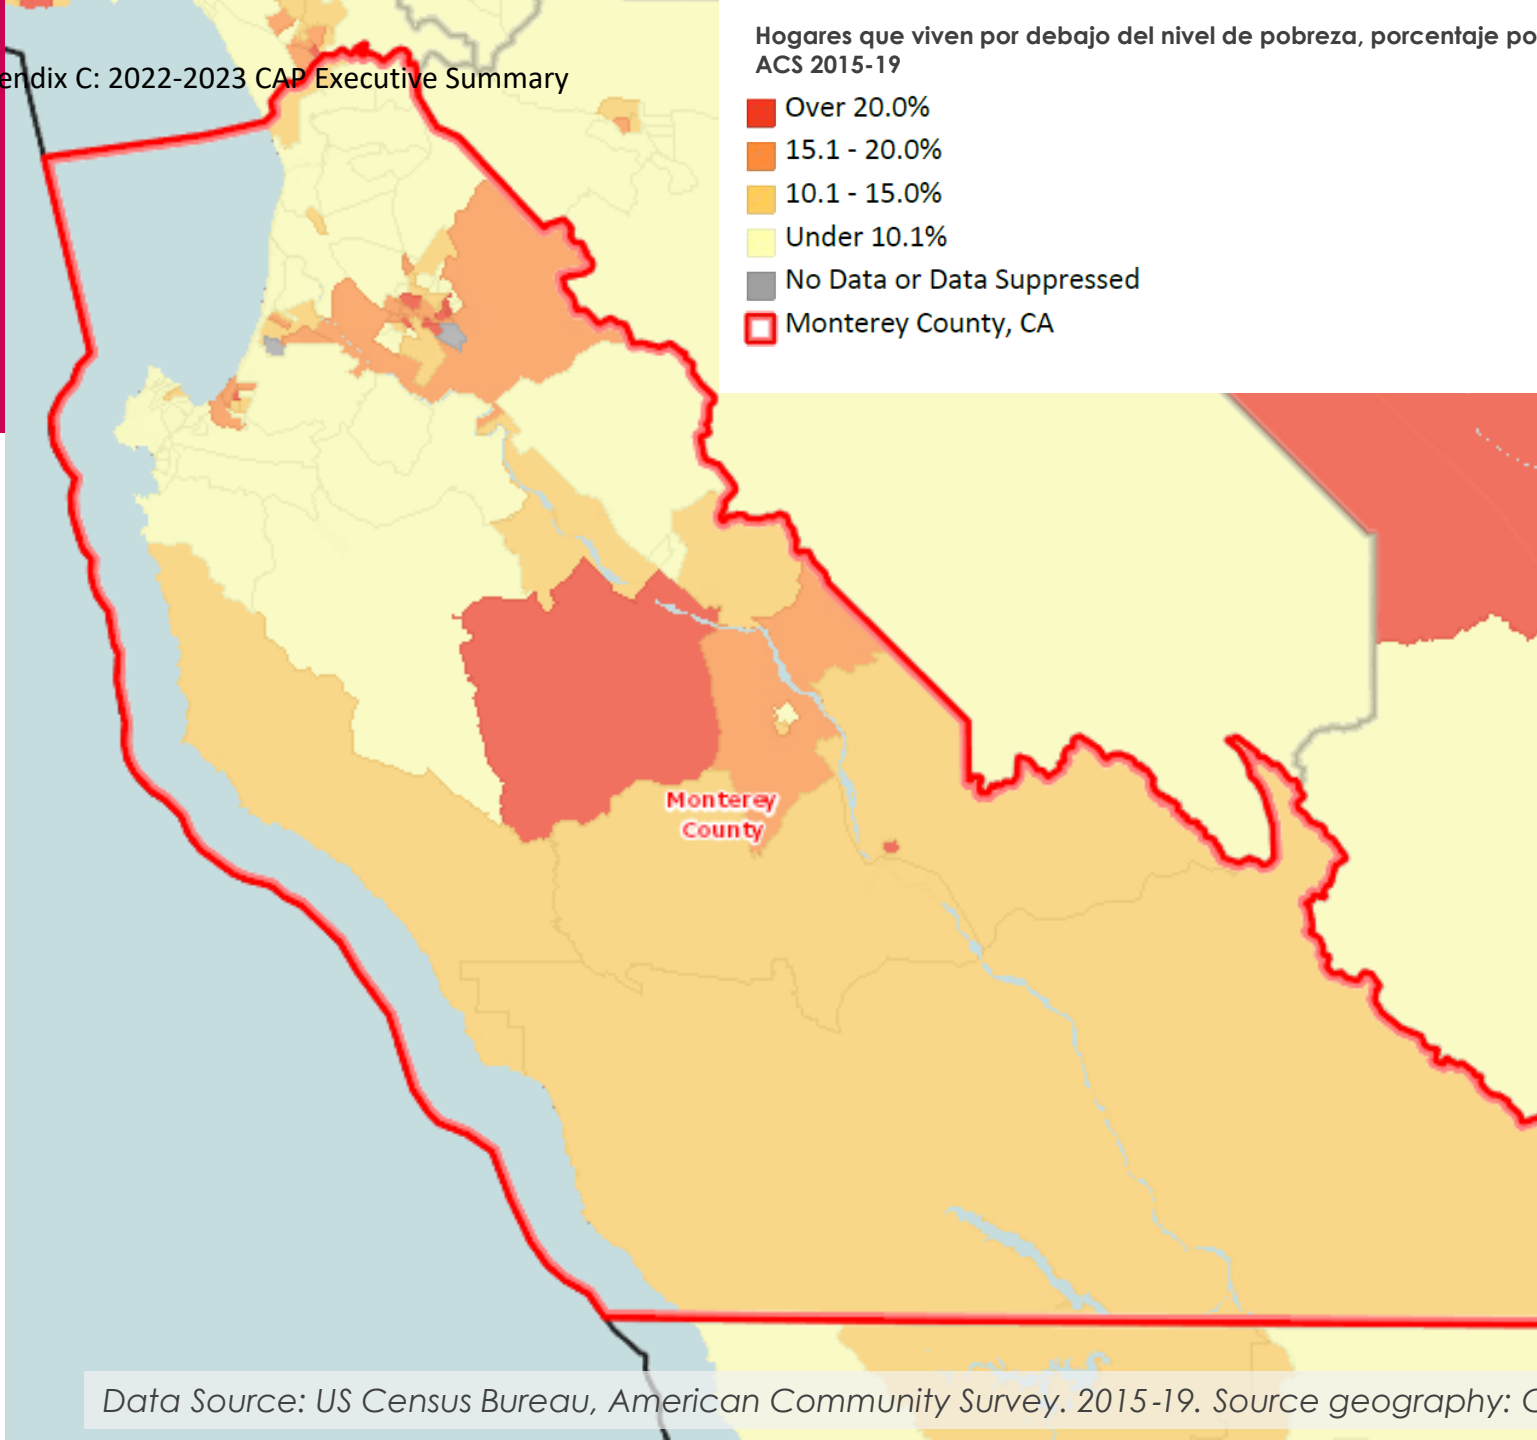 Hogares que viven por debajo del nivel de pobreza, porcentaje po
ACS 2015-19
endix C: 2022-2023 CAP Executive Summary
Over 20.0%
15.1 - 20.0%
10.1 - 15.0%
Under 10.1%
No Data or Data Suppressed
Monterey County, CA
Monterey
County
Data Source: US Census Bureau, American Community Survey. 2015-19. Source geography: C